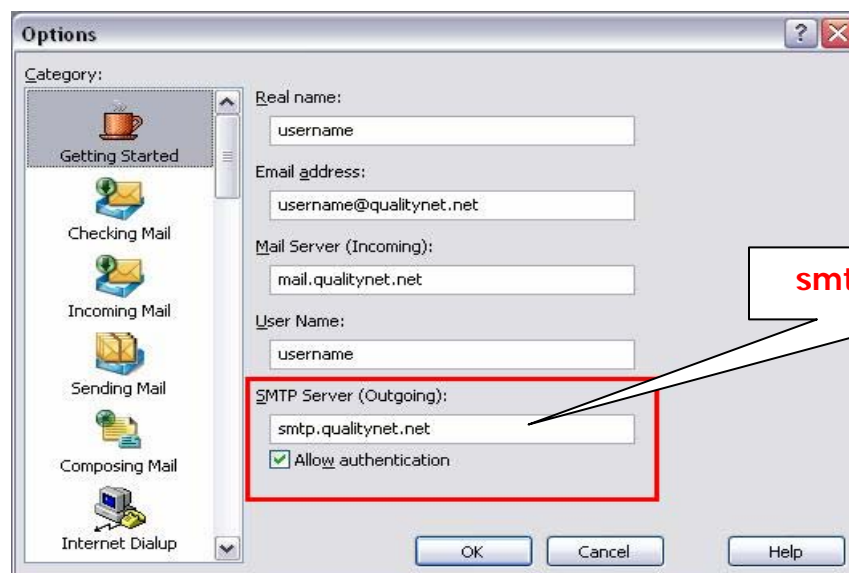 Options
Category:
Getting Started
Checking Mail
Incoming Mail
Sending Mail
Composing Mail
Internet Dialup
Real name:
username
Email address:
username@qualitynet.net
Mail Server (Incoming):
mail.qualitynet.net
User Name:
username
SMTP Server (Outgoing):
smtp.qualitynet.net
Allow authentication
OK Cancel Help